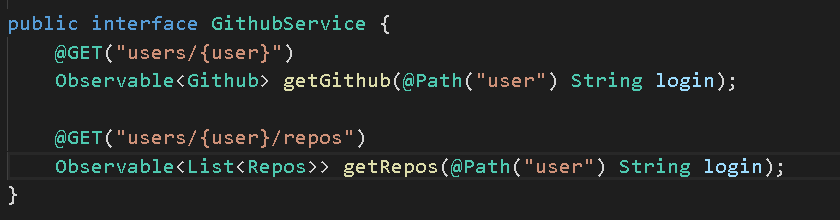 public interface GithubService {
    @GET("users/{user}")
    Observable<Github> getGithub(@Path("user") String login);
    @GET("users/{user}/repos")
    Observable<List<Repos>> getRepos(@Path("user") String login);
}